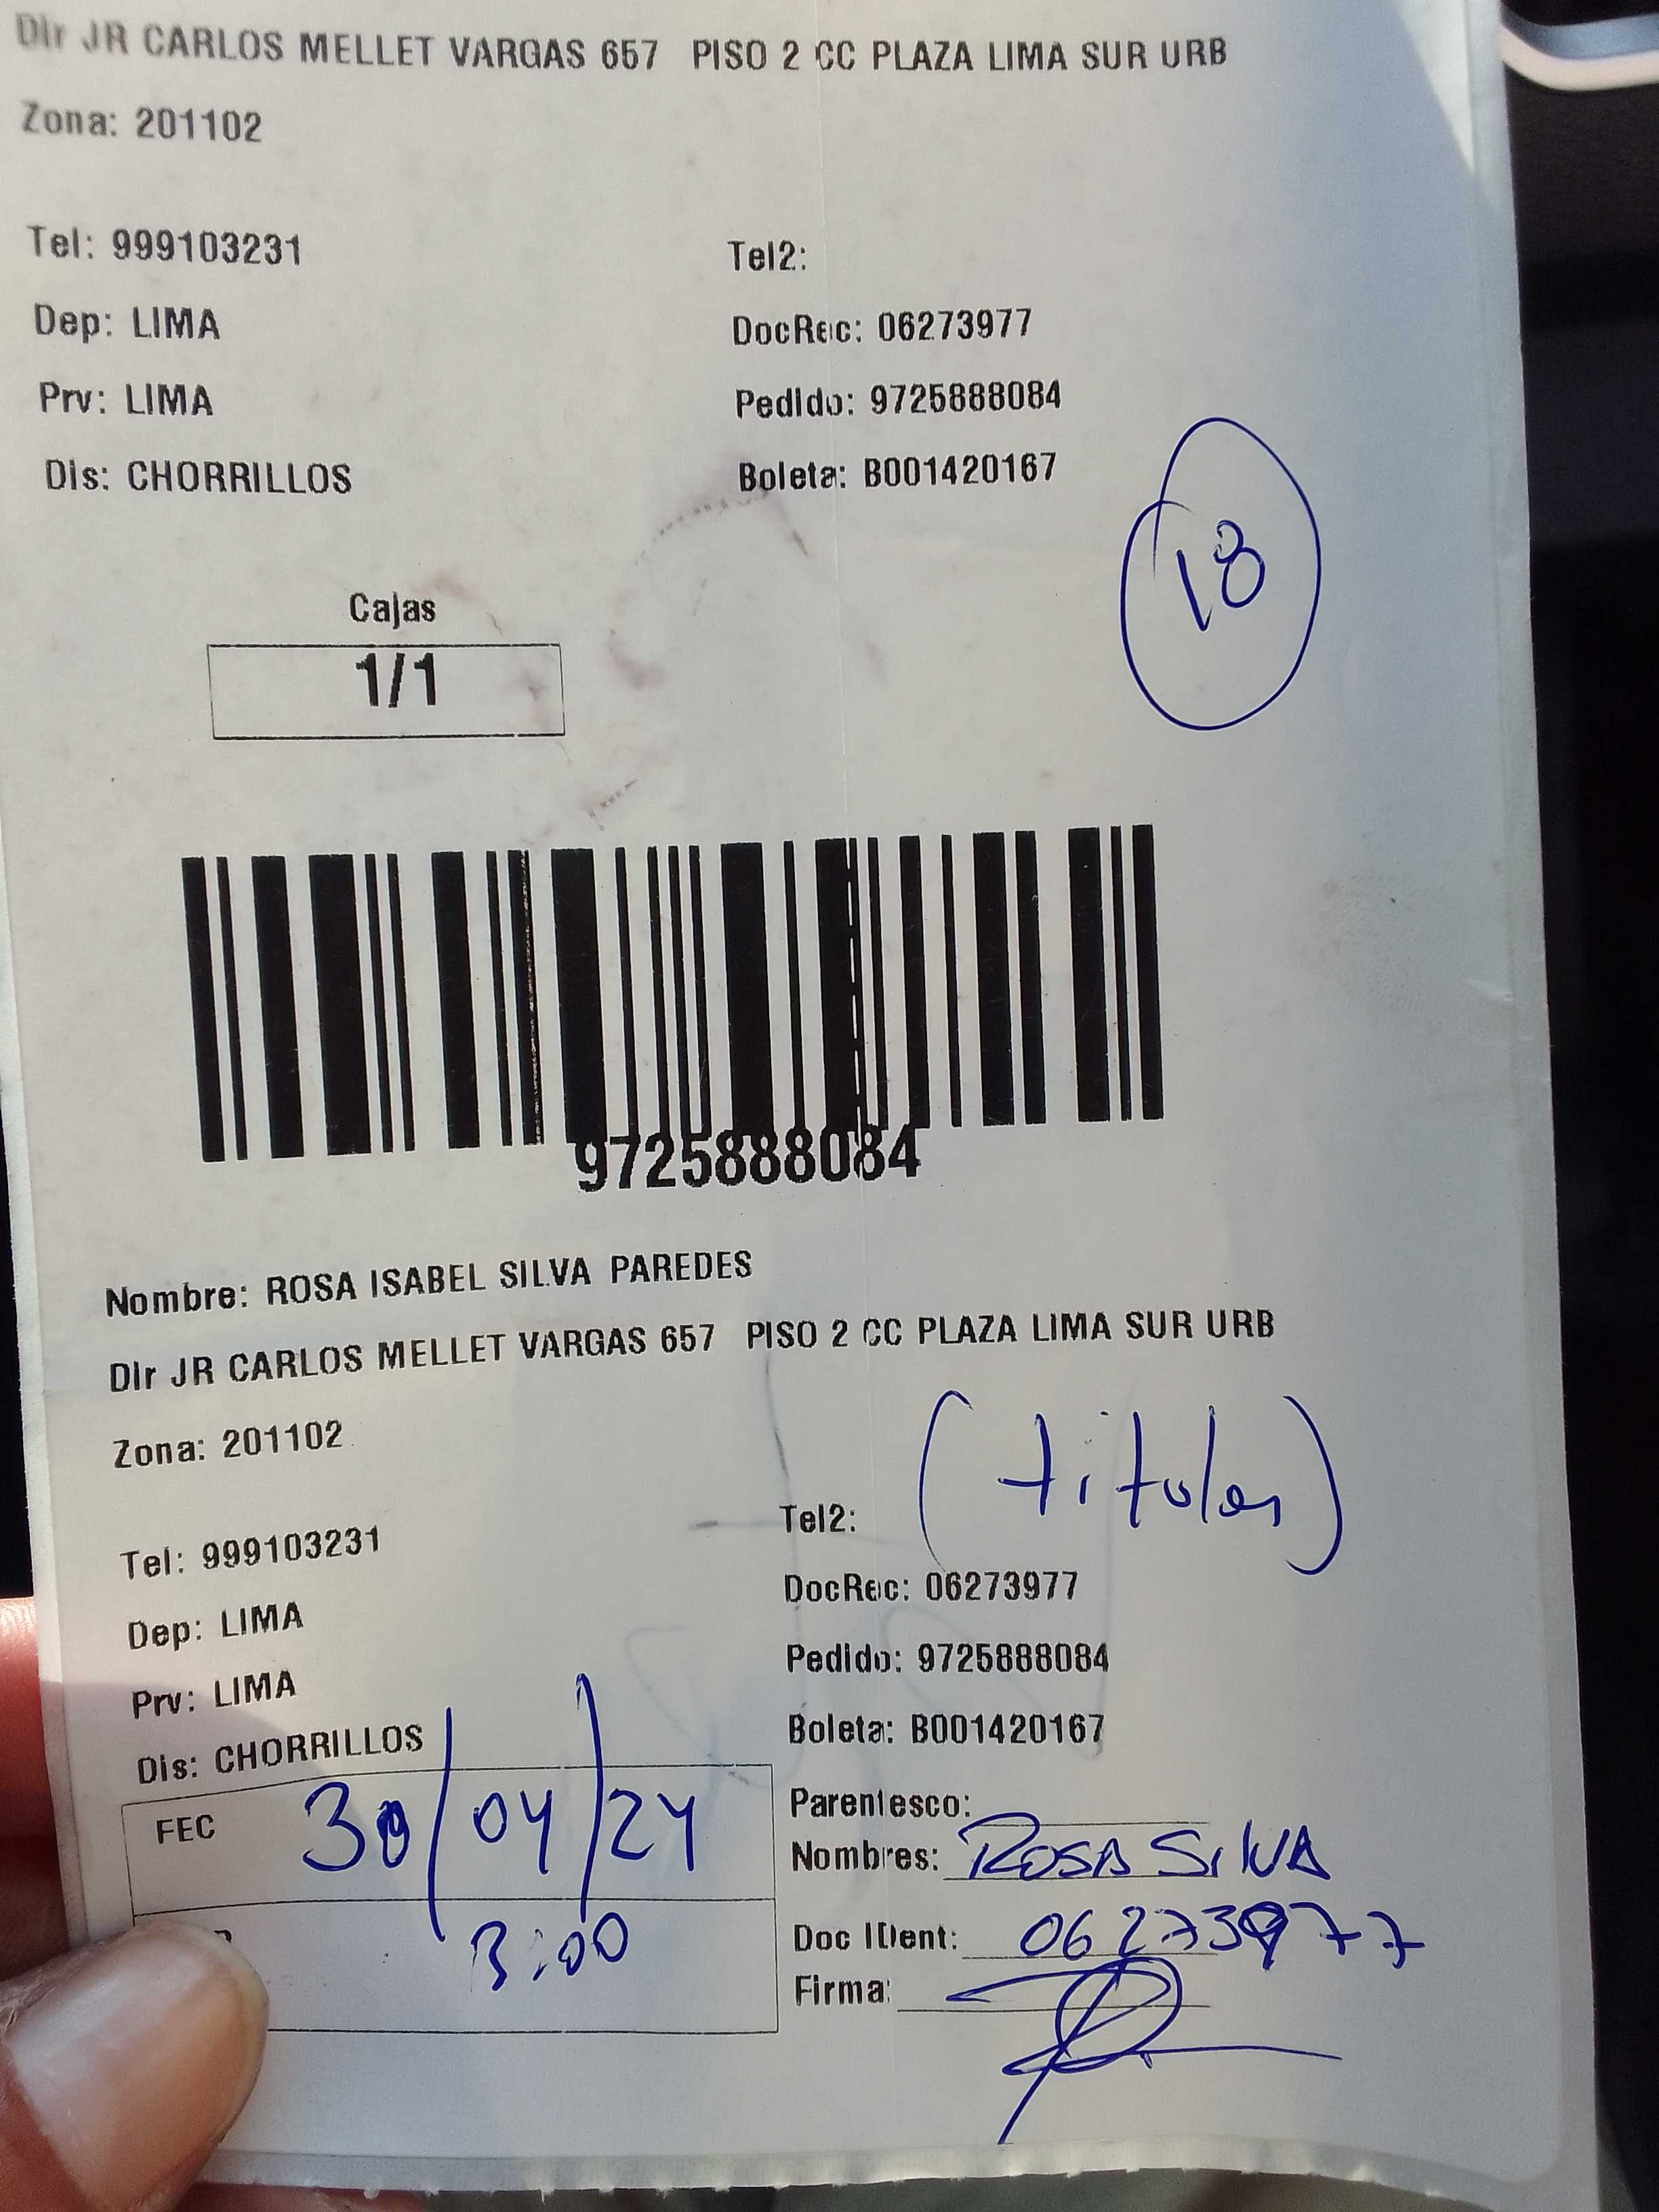 Dir JR CARLOS MELLET VARGAS 657 PISO 2 CC PLAZA LIMA SUR URB
Zona: 201102
Tel: 999103231 Tel2:
Dep: LIMA DocRec: 06273977
Prv: LIMA Pedido: 9725888084
Dis: CHORRILLOS Boleta: B001420167
18
Cajas
1/1
9725888084
Nombre: ROSA ISABEL SILVA PAREDES
Dir JR CARLOS MELLET VARGAS 657 PISO 2 CC PLAZA LIMA SUR URB
Zona: 201102
(titular)
Tel: 999103231 Tel2:
Dep: LIMA DocRec: 06273977
Prv: LIMA Pedido: 9725888084
Dis: CHORRILLOS Boleta: B001420167
FEC 30/04/24 Parentesco:
Nombres: ROSA SILVA
3:00 Doc IDent: 06273977
Firma: